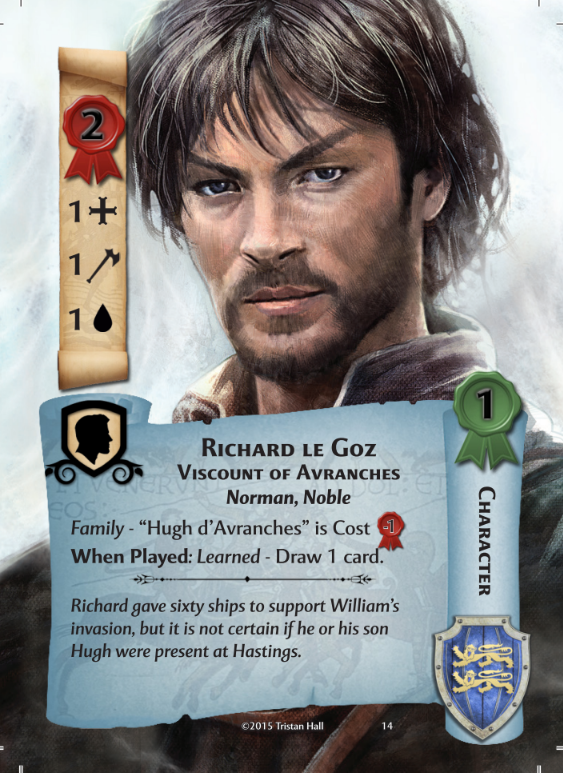 2
1
1
1
RICHARD LE GOZ
VISCOUNT OF AVRANCHES
Norman, Noble
Family - “Hugh d’Avranches” is Cost -1
When Played: Learned - Draw 1 card.
Richard gave sixty ships to support William’s
invasion, but it is not certain if he or his son
Hugh were present at Hastings.
1
CHARACTER
©2015 Tristan Hall 14